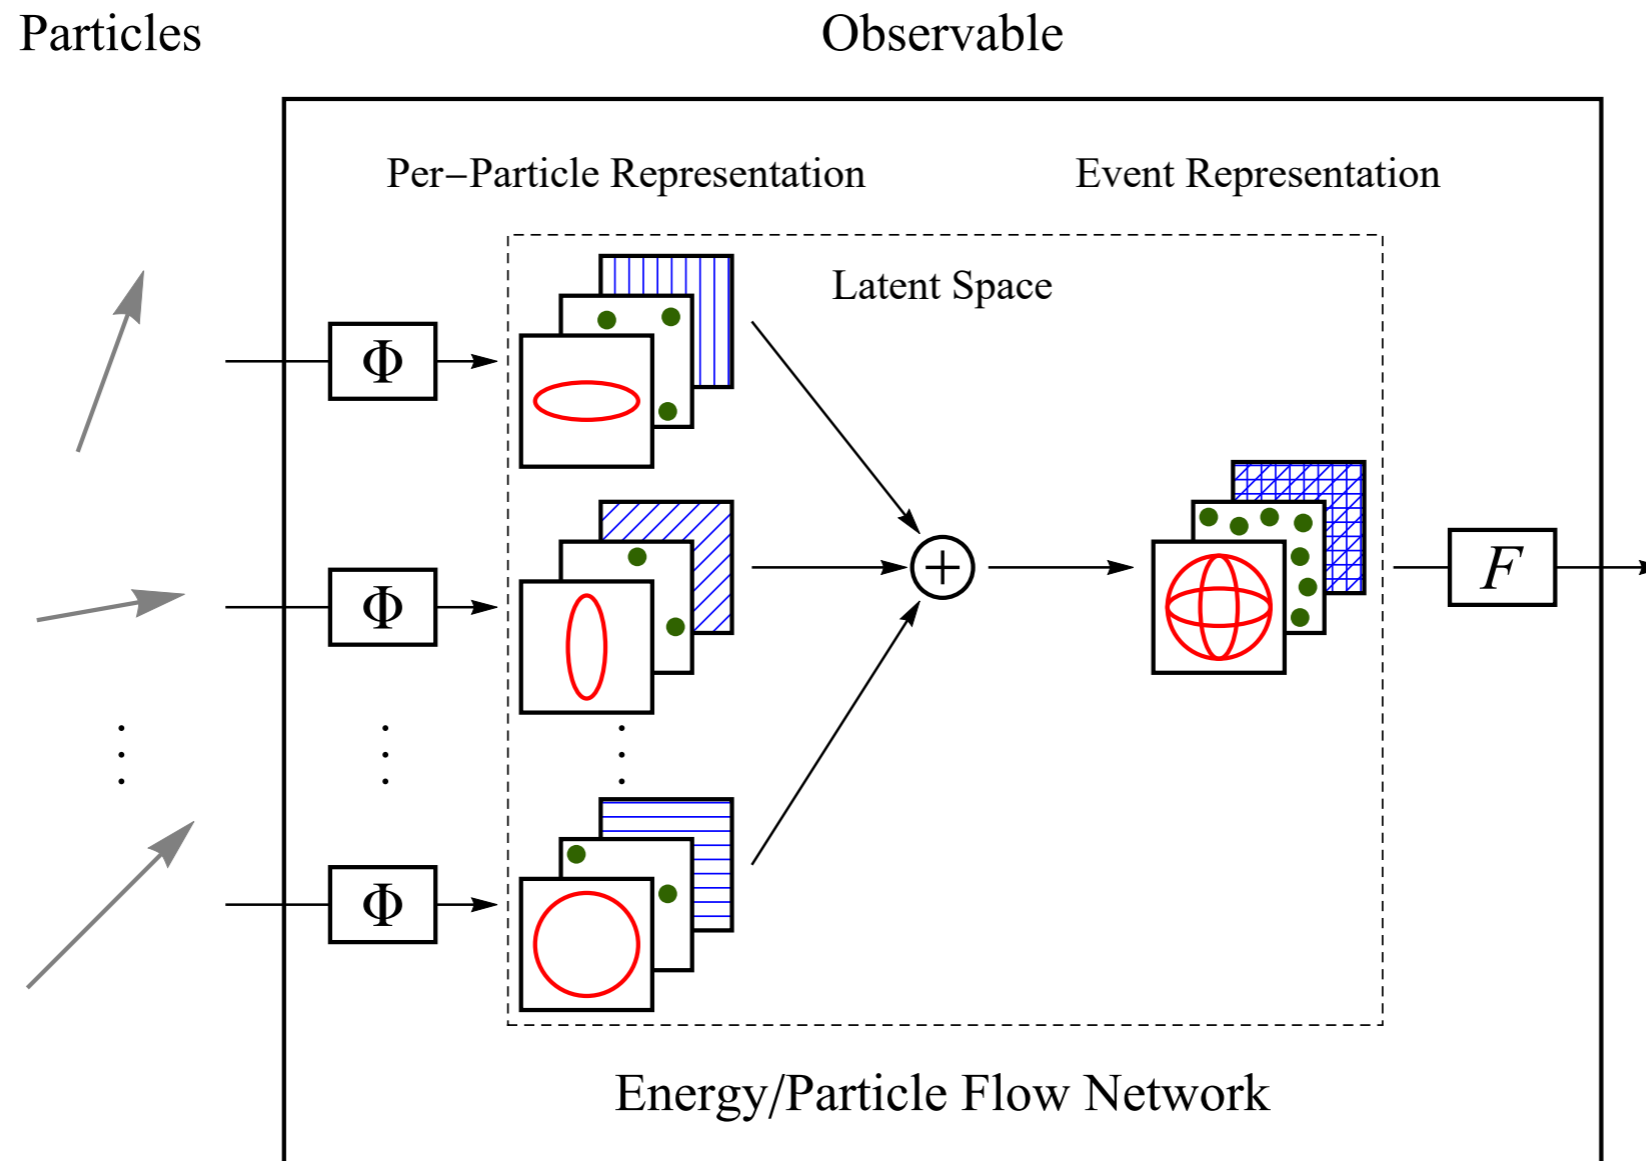 Particles
Observable
Per−Particle Representation
Event Representation
Latent Space
Φ
Φ
+
F
Φ
Energy/Particle Flow Network